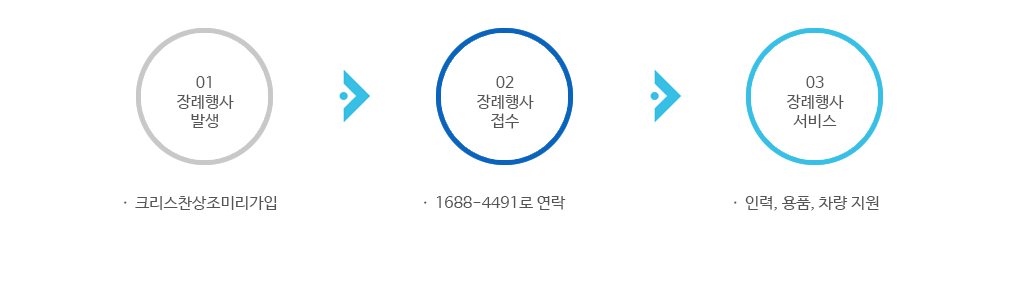 01
장례행사
발생
02
장례행사
접수
03
장례행사
서비스
· 크리스찬상조미리가입
· 1688-4491로 연락
· 인력, 용품, 차량 지원